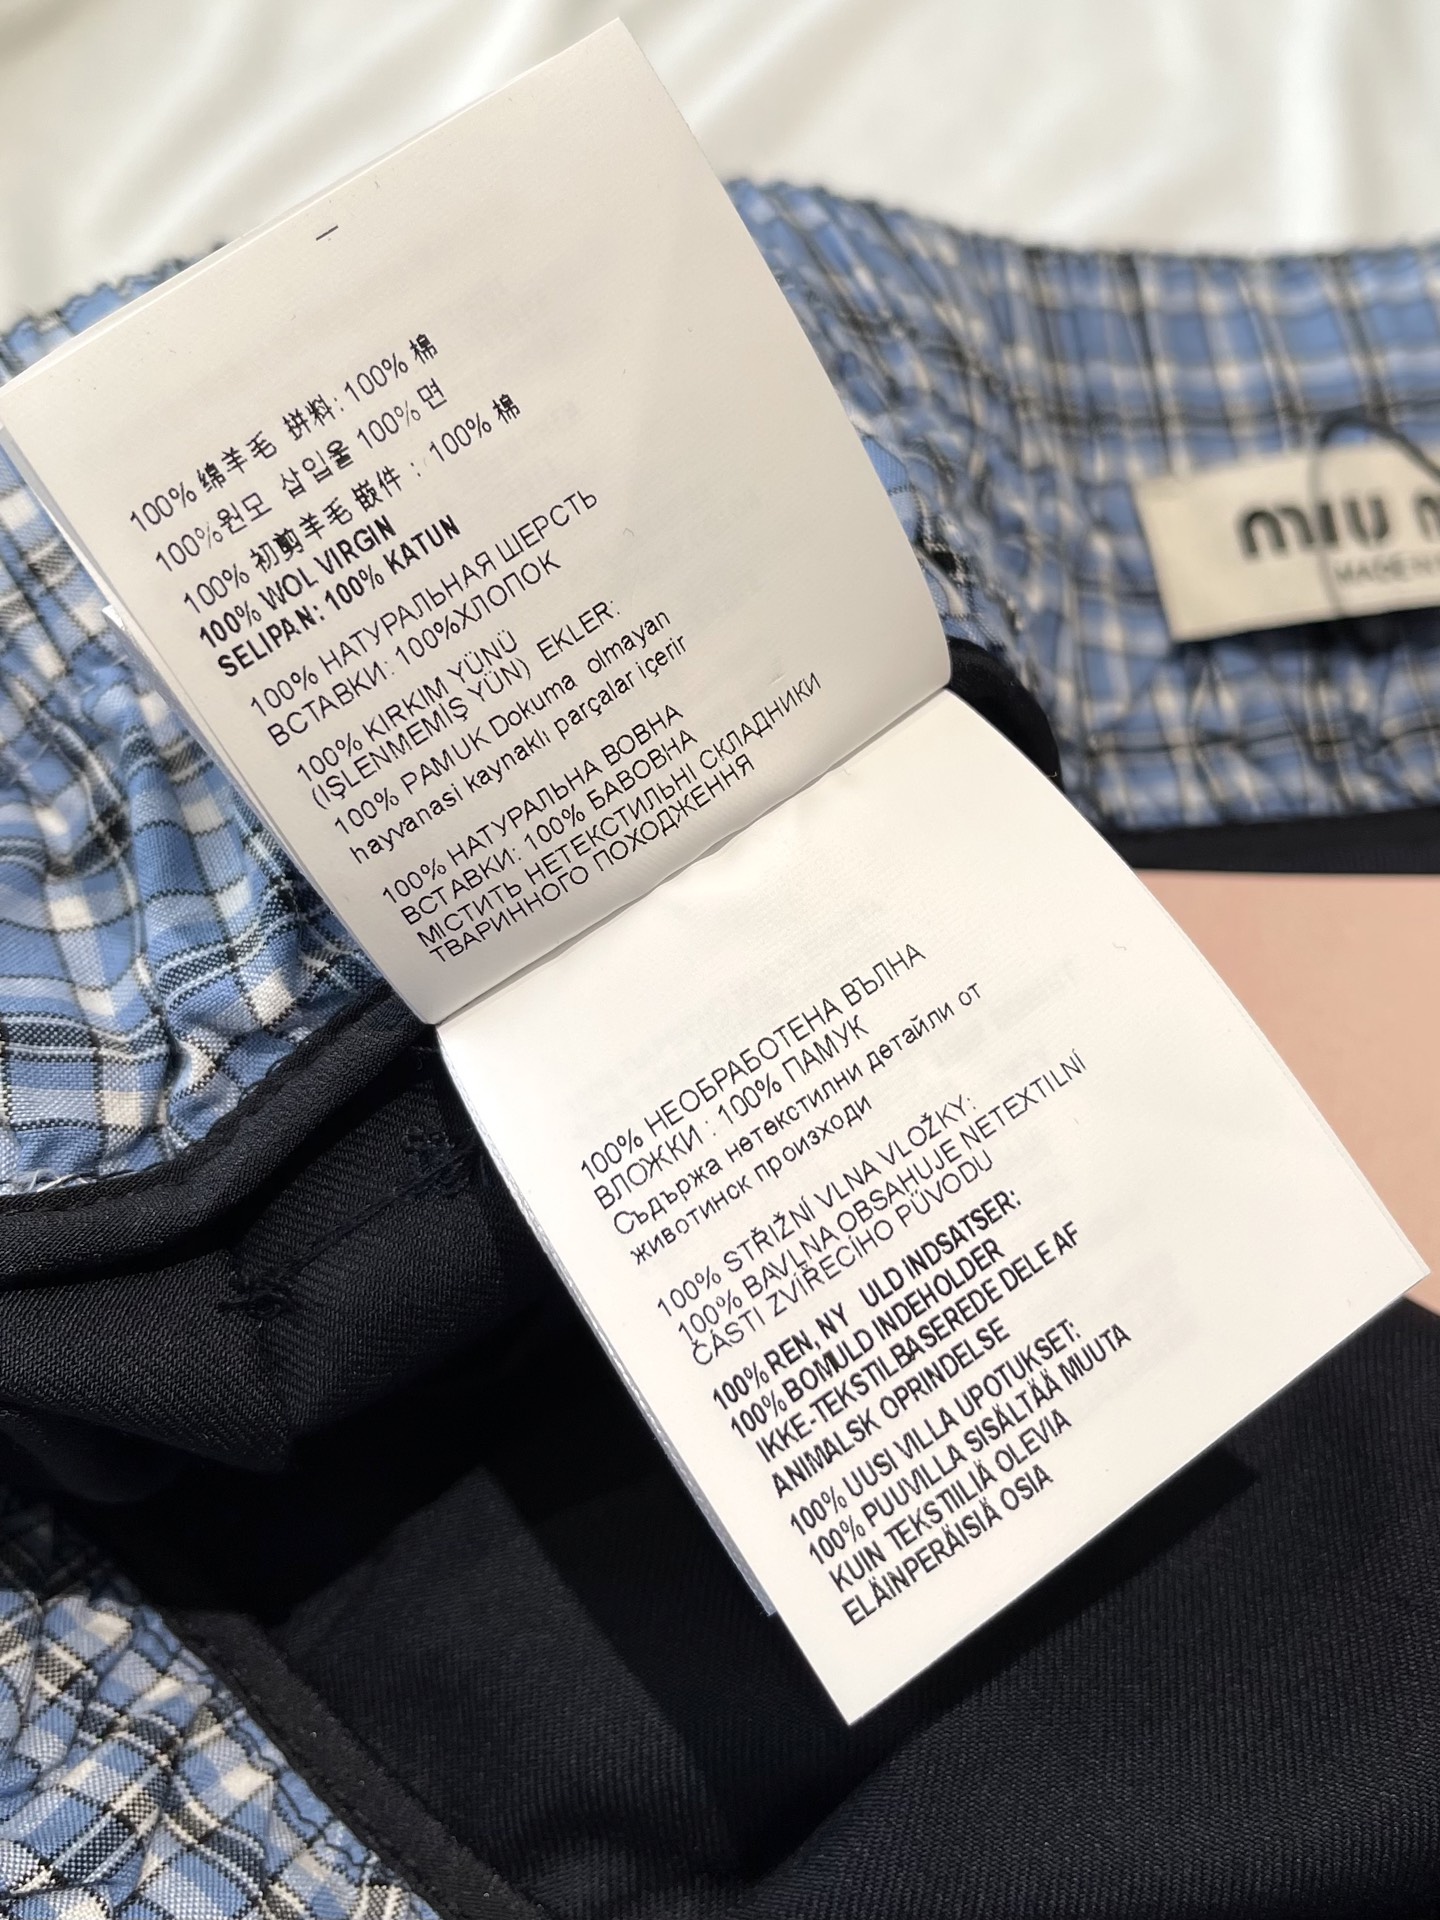 100% 绵羊毛 拼料: 100% 棉
100%원모 삽입울 100%면
100% 初剪羊毛 嵌件 : 100% 棉
100% WOL VIRGIN
SELIPAN: 100% KATUN
100% НАТУРАЛЬНАЯ ШЕРСТЬ
ВСТАВКИ: 100%ХЛОПОК
100% KIRKIM YÜNÜ
(IŞLENMEMİŞ YÜN) EKLER:
100% PAMUK Dokuma olmayan
hayvanasi kaynaklı parçalar içerir
100% НАТУРАЛЬНА ВОВНА
ВСТАВКИ: 100% БАВОВНА
МІСТИТЬ НЕТЕКСТИЛЬНІ СКЛАДНИКИ
ТВАРИННОГО ПОХОДЖЕННЯ
100% НЕОБРАБОТЕНА ВЪЛНА
ВЛОЖКИ : 100% ПАМУК
Съдържа нетекстилни детайли от
животинск произходи
100% STŘIŽNÍ VLNA VLOŽKY:
100% BAVLNA OBSAHUJE NETEXTILNÍ
ČÁSTI ZVÍŘECÍHO PŮVODU
100% REN, NY ULD INDSATSER:
100% BOMULD INDEHOLDER
IKKE-TEKSTILBASEREDE DELE AF
ANIMALSK OPRINDELSE
100% UUSI VILLA UPOTUKSET:
100% PUUVILLA SISÄLTÄÄ MUUTA
KUIN TEKSTIILIÄ OLEVIA
ELÄINPERÄISIÄ OSIA
MIU
MADE IN